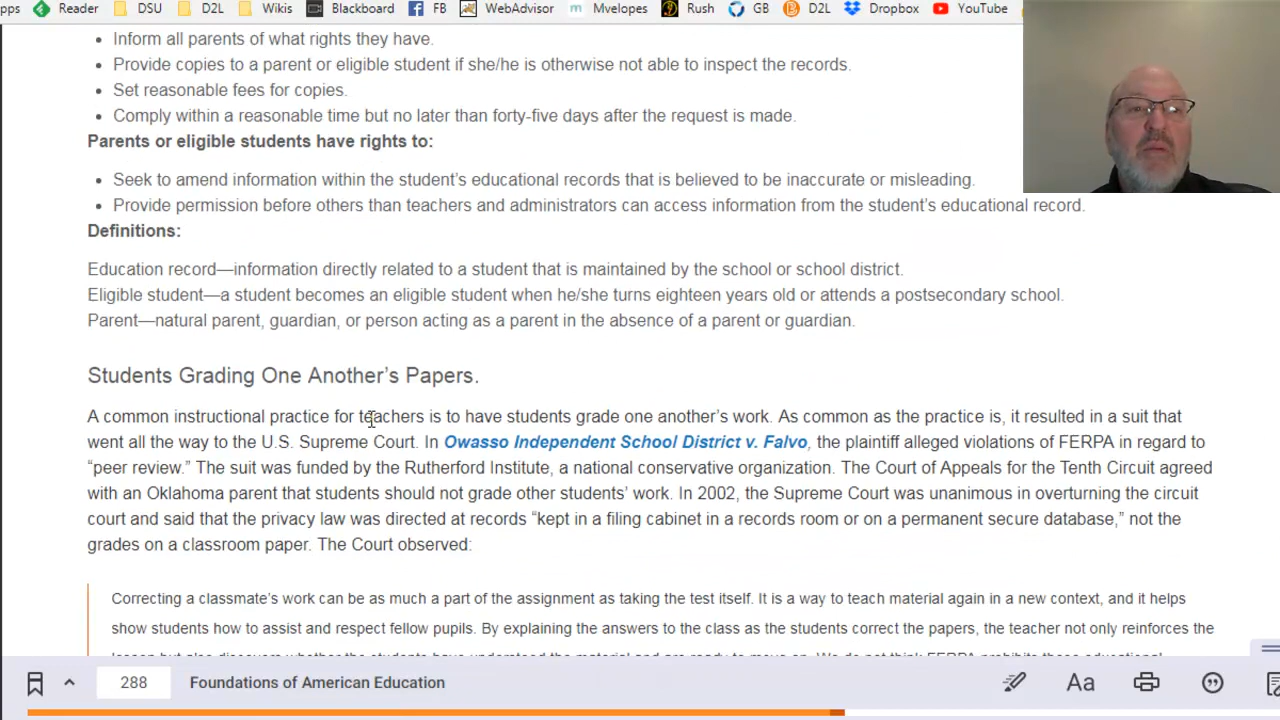 pps Reader DSU D2L Wikis Blackboard FB WebAdvisor Mvelopes Rush GB D2L Dropbox YouTube
• Inform all parents of what rights they have.
• Provide copies to a parent or eligible student if she/he is otherwise not able to inspect the records.
• Set reasonable fees for copies.
• Comply within a reasonable time but no later than forty-five days after the request is made.
Parents or eligible students have rights to:
• Seek to amend information within the student’s educational records that is believed to be inaccurate or misleading.
• Provide permission before others than teachers and administrators can access information from the student’s educational record.
Definitions:
Education record—information directly related to a student that is maintained by the school or school district.
Eligible student—a student becomes an eligible student when he/she turns eighteen years old or attends a postsecondary school.
Parent—natural parent, guardian, or person acting as a parent in the absence of a parent or guardian.
Students Grading One Another’s Papers.
A common instructional practice for teachers is to have students grade one another’s work. As common as the practice is, it resulted in a suit that
went all the way to the U.S. Supreme Court. In Owasso Independent School District v. Falvo, the plaintiff alleged violations of FERPA in regard to
“peer review.” The suit was funded by the Rutherford Institute, a national conservative organization. The Court of Appeals for the Tenth Circuit agreed
with an Oklahoma parent that students should not grade other students’ work. In 2002, the Supreme Court was unanimous in overturning the circuit
court and said that the privacy law was directed at records “kept in a filing cabinet in a records room or on a permanent secure database,” not the
grades on a classroom paper. The Court observed:
Correcting a classmate’s work can be as much a part of the assignment as taking the test itself. It is a way to teach material again in a new context, and it helps
show students how to assist and respect fellow pupils. By explaining the answers to the class as the students correct the papers, the teacher not only reinforces the
288 Foundations of American Education Aa